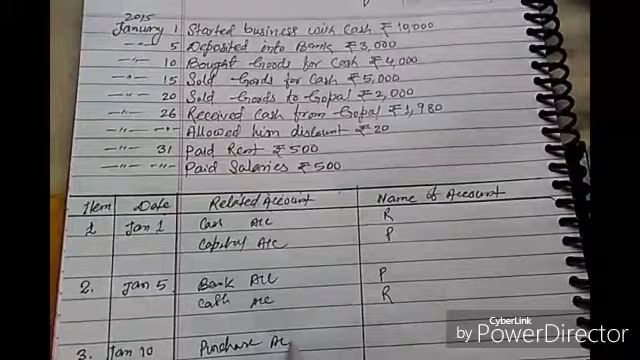 2015
January 1 Started business with Cash ₹ 10,000
—"— 5 Deposited into Bank ₹ 3,000
—"— 10 Bought Goods for Cash ₹ 4,000
—"— 15 Sold Goods for Cash ₹ 5,000
—"— 20 Sold Goods to Gopal ₹ 2,000
—"— 26 Received Cash from Gopal ₹ 1,980
—"— —"— Allowed him discount ₹ 20
—"— 31 Paid Rent ₹ 500
—"— —"— Paid Salaries ₹ 500
Item Date Related Account Name of Account
1 Jan 1 Cash A/c R
Capital A/c P
2. Jan 5 Bank A/c P
Cash A/c R
3. Jan 10 Purchase Ac
CyberLink
by PowerDirector